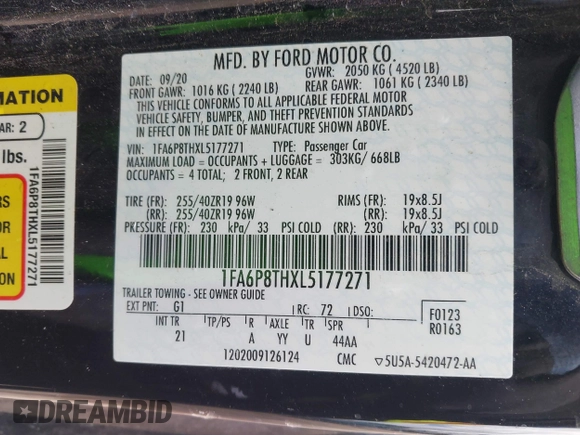 MFD. BY FORD MOTOR CO.
DATE: 09/20 GVWR: 2050 KG ( 4520 LB)
FRONT GAWR: 1016 KG ( 2240 LB) REAR GAWR: 1061 KG ( 2340 LB)
THIS VEHICLE CONFORMS TO ALL APPLICABLE FEDERAL MOTOR
VEHICLE SAFETY, BUMPER, AND THEFT PREVENTION STANDARDS
IN EFFECT ON THE DATE OF MANUFACTURE SHOWN ABOVE.
VIN: 1FA6P8THXL5177271 TYPE: Passenger Car
MAXIMUM LOAD = OCCUPANTS + LUGGAGE = 303KG/ 668LB
OCCUPANTS = 4 TOTAL; 2 FRONT, 2 REAR
TIRE (FR): 255/40ZR19 96W RIMS (FR): 19x8.5J
(RR): 255/40ZR19 96W (RR): 19x8.5J
PRESSURE (FR): 230 kPa/ 33 PSI COLD (RR): 230 kPa/ 33 PSI COLD
1FA6P8THXL5177271
TRAILER TOWING - SEE OWNER GUIDE
EXT PNT: G1 RC: 72 DSO:
F0123
R0163
INT TR TP/PS R AXLE TR SPR
21 A YY U 44AA
1202009126124 CMC 5U5A-5420472-AA
MATION
AR: 2
lbs.
RS
OR
ON
1FA6P8THXL5177271
DREAMBID